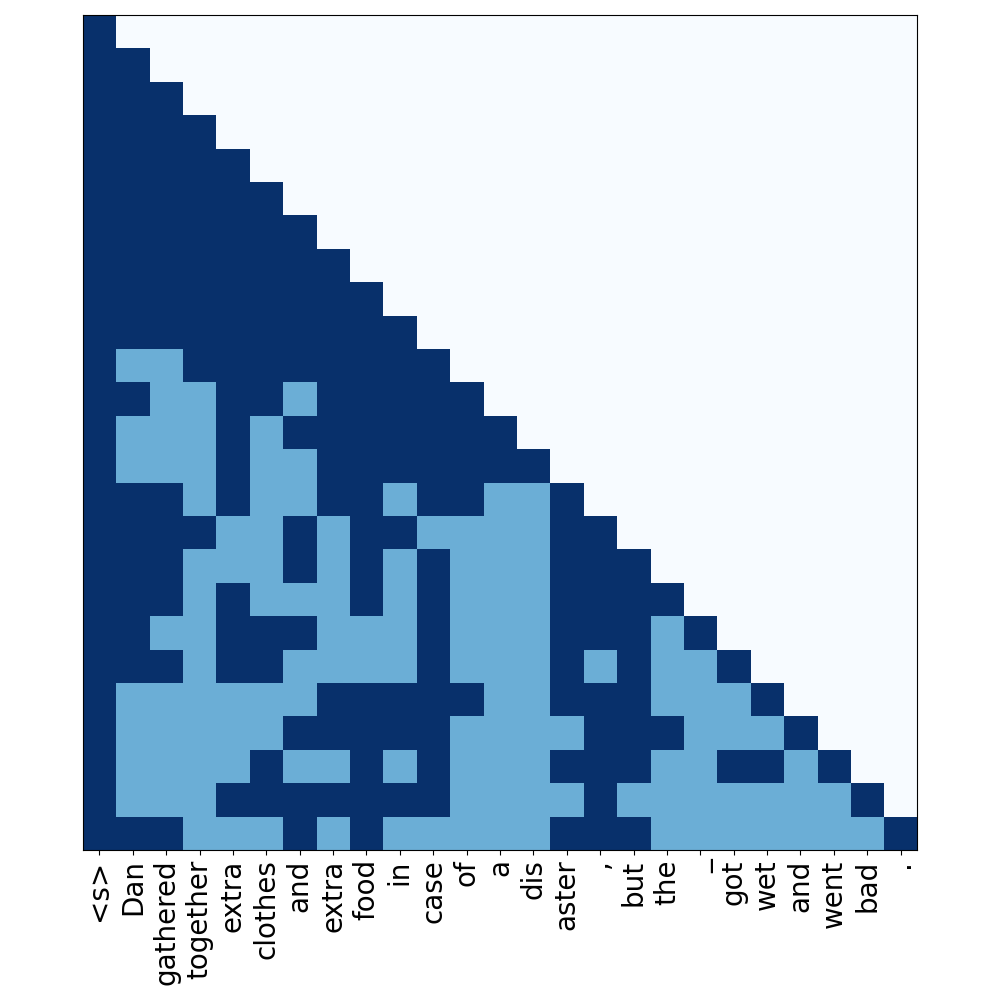 <s> Dan gathered together extra clothes and extra food in case of a dis aster , but the _ got wet and went bad .